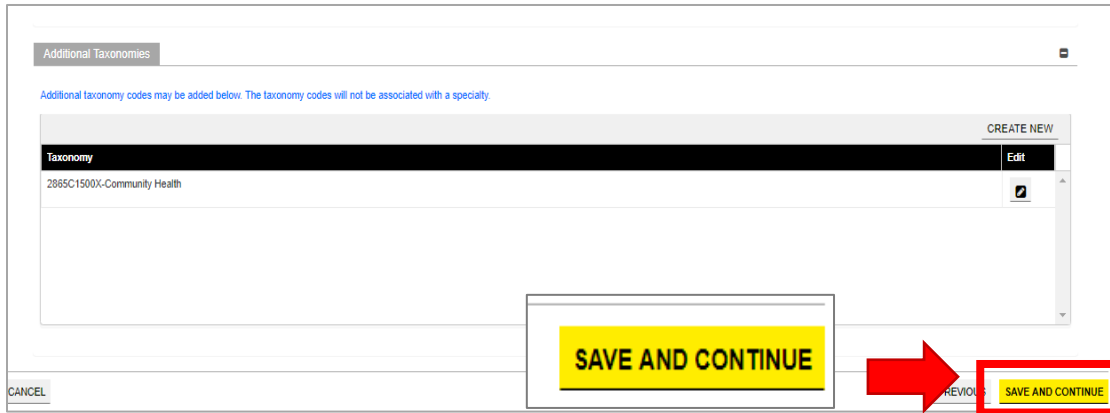 Additional Taxonomies
Additional taxonomy codes may be added below. The taxonomy codes will not be associated with a specialty.
CREATE NEW
Taxonomy Edit
2865C1500X-Community Health
SAVE AND CONTINUE
CANCEL REVIOUS SAVE AND CONTINUE